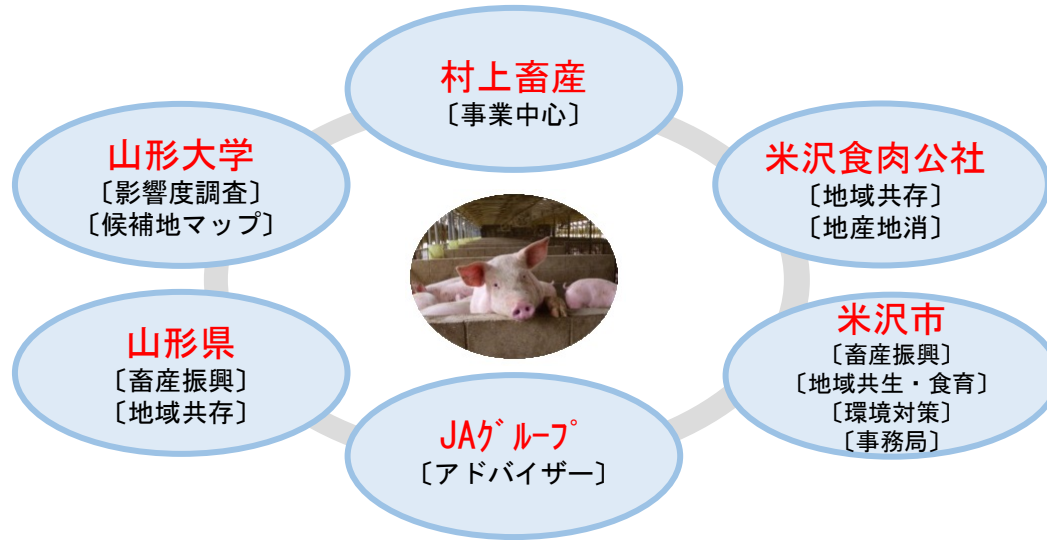 村上畜産
〔事業中心〕
山形大学
〔影響度調査〕
〔候補地マップ〕
米沢食肉公社
〔地域共存〕
〔地産地消〕
山形県
〔畜産振興〕
〔地域共存〕
米沢市
〔畜産振興〕
〔地域共生・食育〕
〔環境対策〕
〔事務局〕
JAｸﾞﾙｰﾌﾟ
〔アドバイザー〕